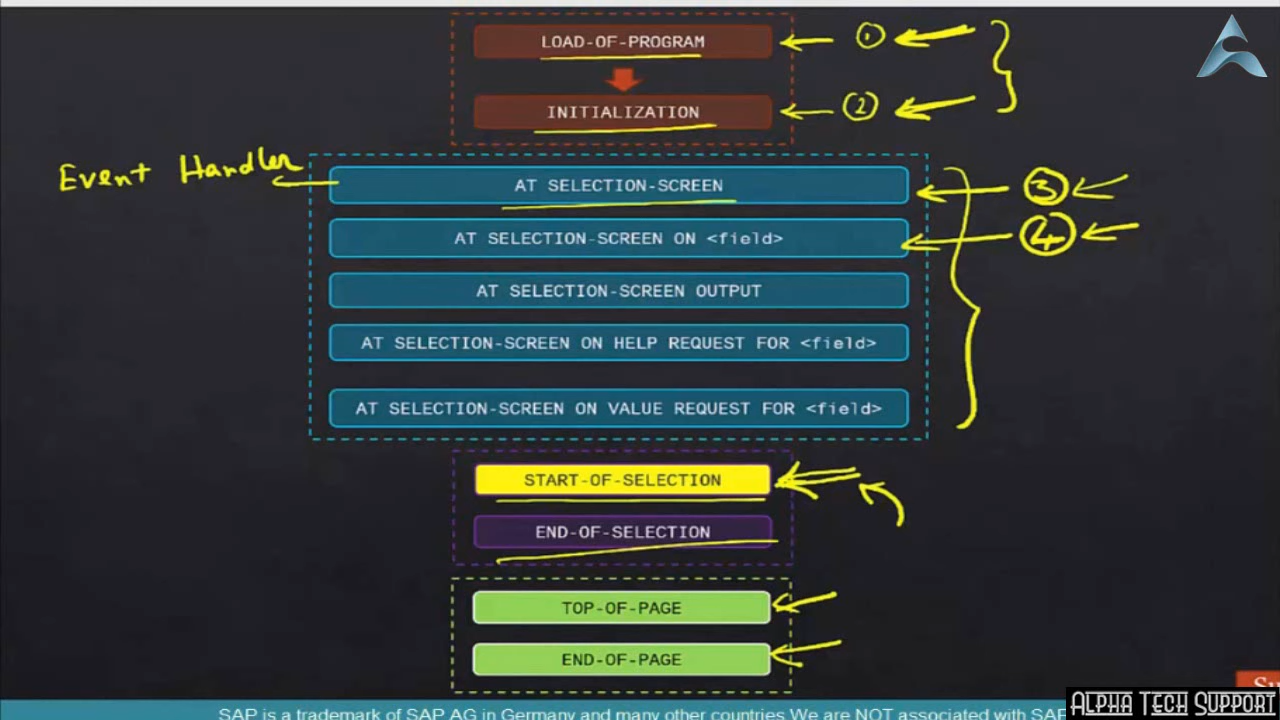 LOAD-OF-PROGRAM
1
INITIALIZATION
2
Event Handler
AT SELECTION-SCREEN
3
AT SELECTION-SCREEN ON <field>
4
AT SELECTION-SCREEN OUTPUT
AT SELECTION-SCREEN ON HELP REQUEST FOR <field>
AT SELECTION-SCREEN ON VALUE REQUEST FOR <field>
START-OF-SELECTION
END-OF-SELECTION
TOP-OF-PAGE
END-OF-PAGE
ALPHA TECH SUPPORT
SAP is a trademark of SAP AG in Germany and many other countries.We are NOT associated with SAP